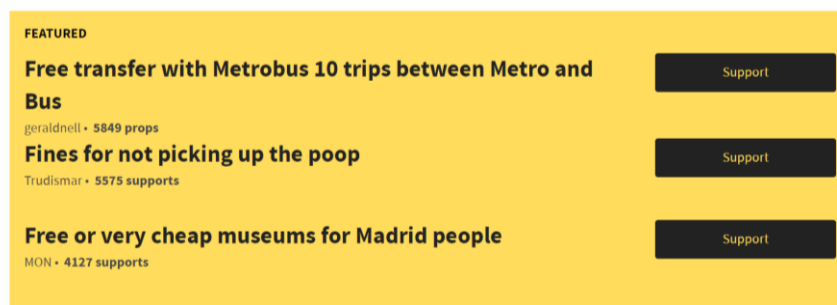 FEATURED
Free transfer with Metrobus 10 trips between Metro and
Bus
Support
geraldnell • 5849 props
Fines for not picking up the poop
Support
Trudismar • 5575 supports
Free or very cheap museums for Madrid people
Support
MON • 4127 supports